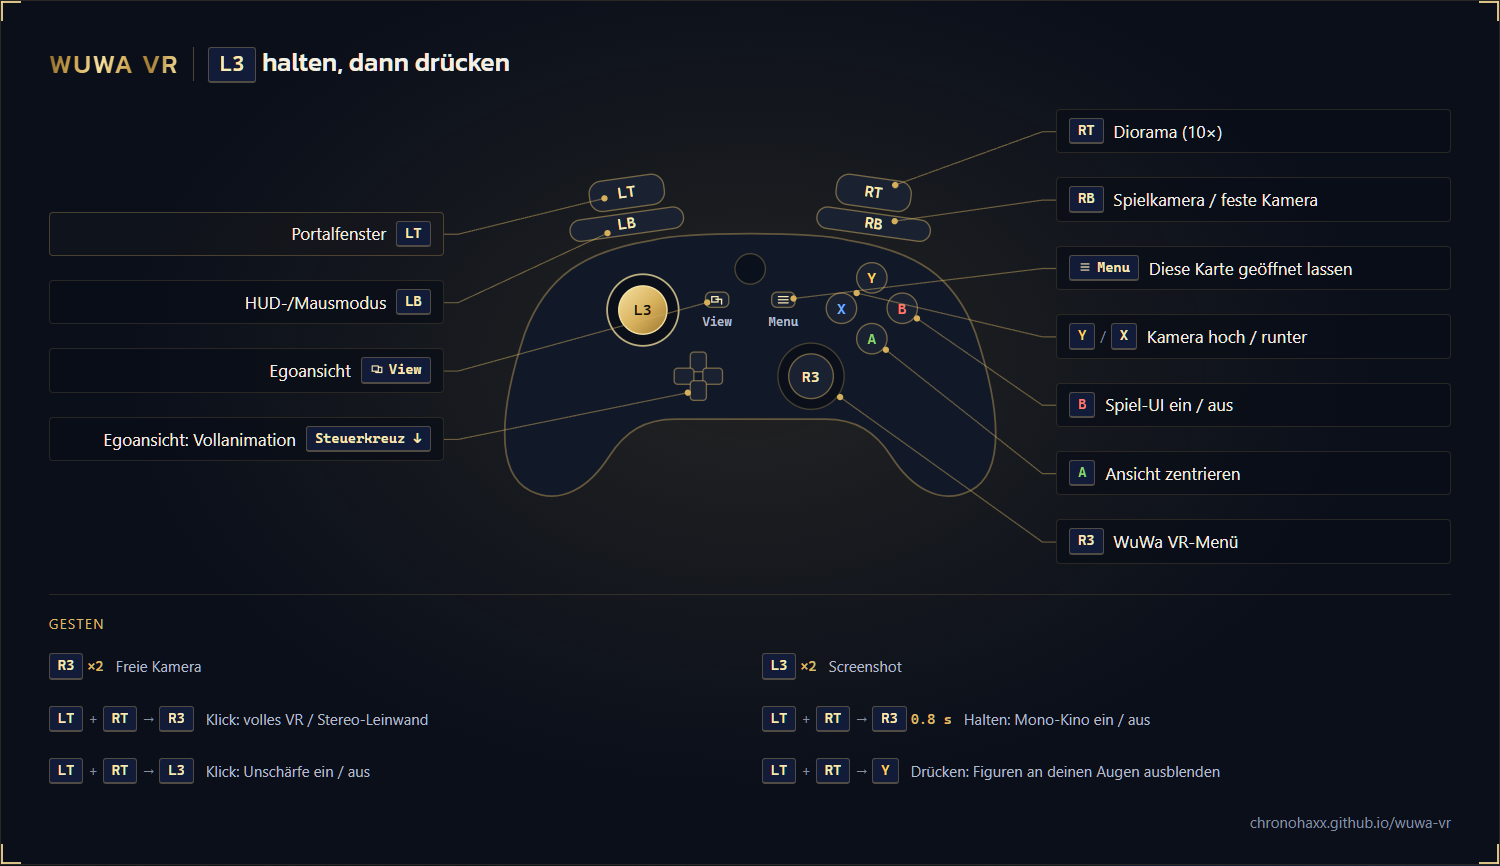 WUWA VR L3 halten, dann drücken
RT Diorama (10×)
RB Spielkamera / feste Kamera
≡ Menu Diese Karte geöffnet lassen
Y / X Kamera hoch / runter
B Spiel-UI ein / aus
A Ansicht zentrieren
R3 WuWa VR-Menü
Portalfenster LT
HUD-/Mausmodus LB
Egoansicht View
Egoansicht: Vollanimation Steuerkreuz ↓
LT
LB
RT
RB
L3
View
Menu
Y
X
B
A
R3
GESTEN
R3 ×2 Freie Kamera
L3 ×2 Screenshot
LT + RT → R3 Klick: volles VR / Stereo-Leinwand
LT + RT → R3 0.8 s Halten: Mono-Kino ein / aus
LT + RT → L3 Klick: Unschärfe ein / aus
LT + RT → Y Drücken: Figuren an deinen Augen ausblenden
chronohaxx.github.io/wuwa-vr